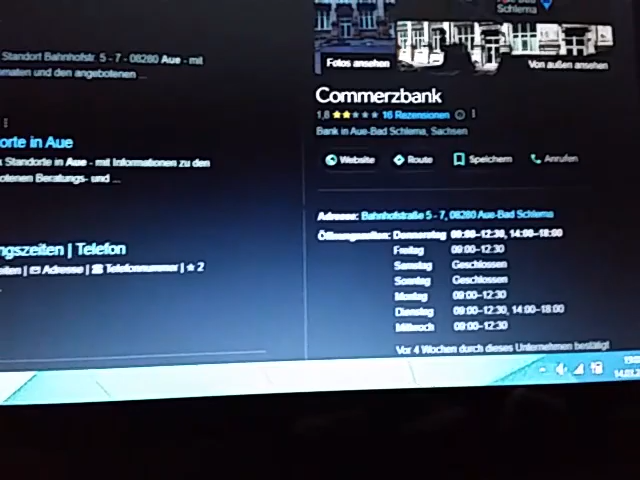 Schlema
Fotos ansehen
Von außen ansehen
Standort Bahnhofstr. 5 - 7 - 08280 Aue - mit
und den angebotenen ...
Commerzbank
1,8 16 Rezensionen
Bank in Aue-Bad Schlema, Sachsen
Website Route Speichern Anrufen
orte in Aue
Standorte in Aue - mit Informationen zu den
otenen Beratungs- und ...
Adresse: Bahnhofstraße 5 - 7, 08280 Aue-Bad Schlema
Öffnungszeiten: Donnerstag 09:00–12:30, 14:00–18:00
Freitag 09:00–12:30
Samstag Geschlossen
Sonntag Geschlossen
Montag 09:00–12:30
Dienstag 09:00–12:30, 14:00–18:00
Mittwoch 09:00–12:30
Vor 4 Wochen durch dieses Unternehmen bestätigt
ngszeiten | Telefon
eiten | Adresse | Telefonnummer | ★ 2